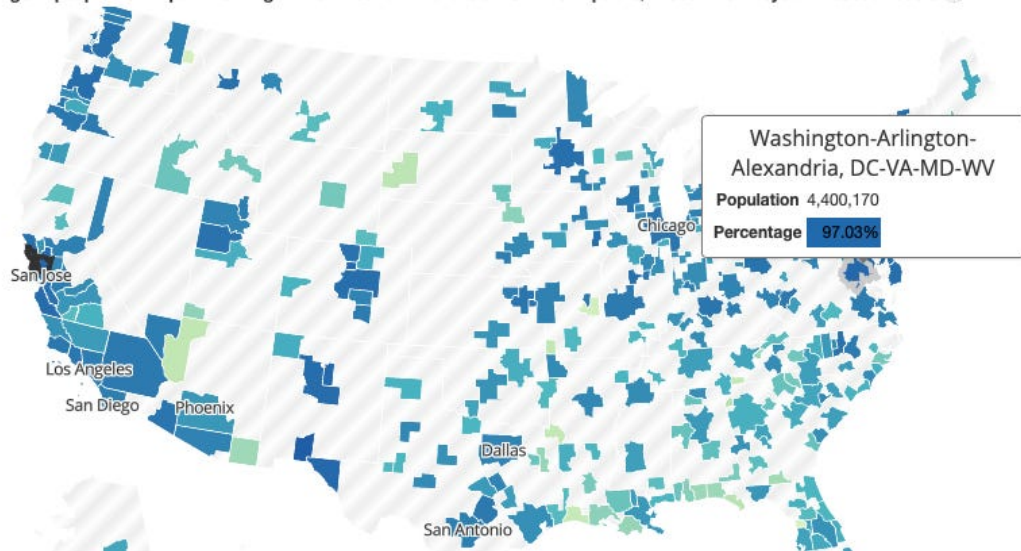 Washington-Arlington-
Alexandria, DC-VA-MD-WV
Population 4,400,170
Percentage 97.03%
Chicago
San Jose
Los Angeles
San Diego
Phoenix
Dallas
San Antonio